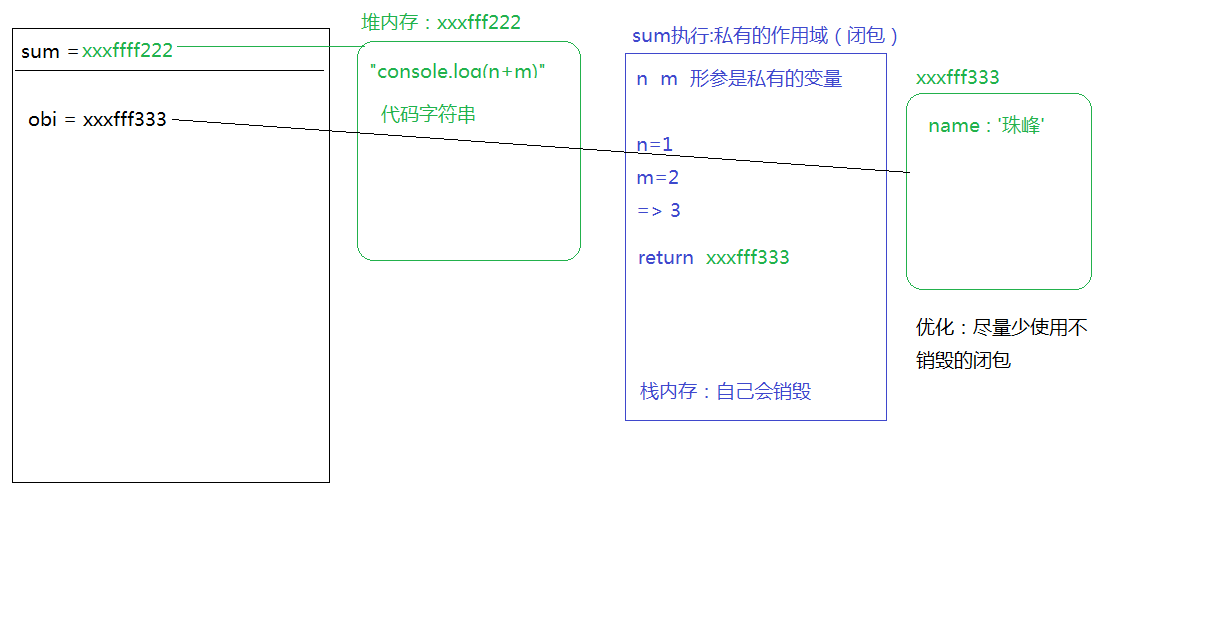 sum = xxxffff222
obi = xxxfff333
堆内存：xxxfff222
"console.log(n+m)"
代码字符串
sum执行:私有的作用域（闭包）
n m 形参是私有的变量
n=1
m=2
=> 3
return xxxfff333
栈内存：自己会销毁
xxxfff333
name：'珠峰'
优化：尽量少使用不
销毁的闭包